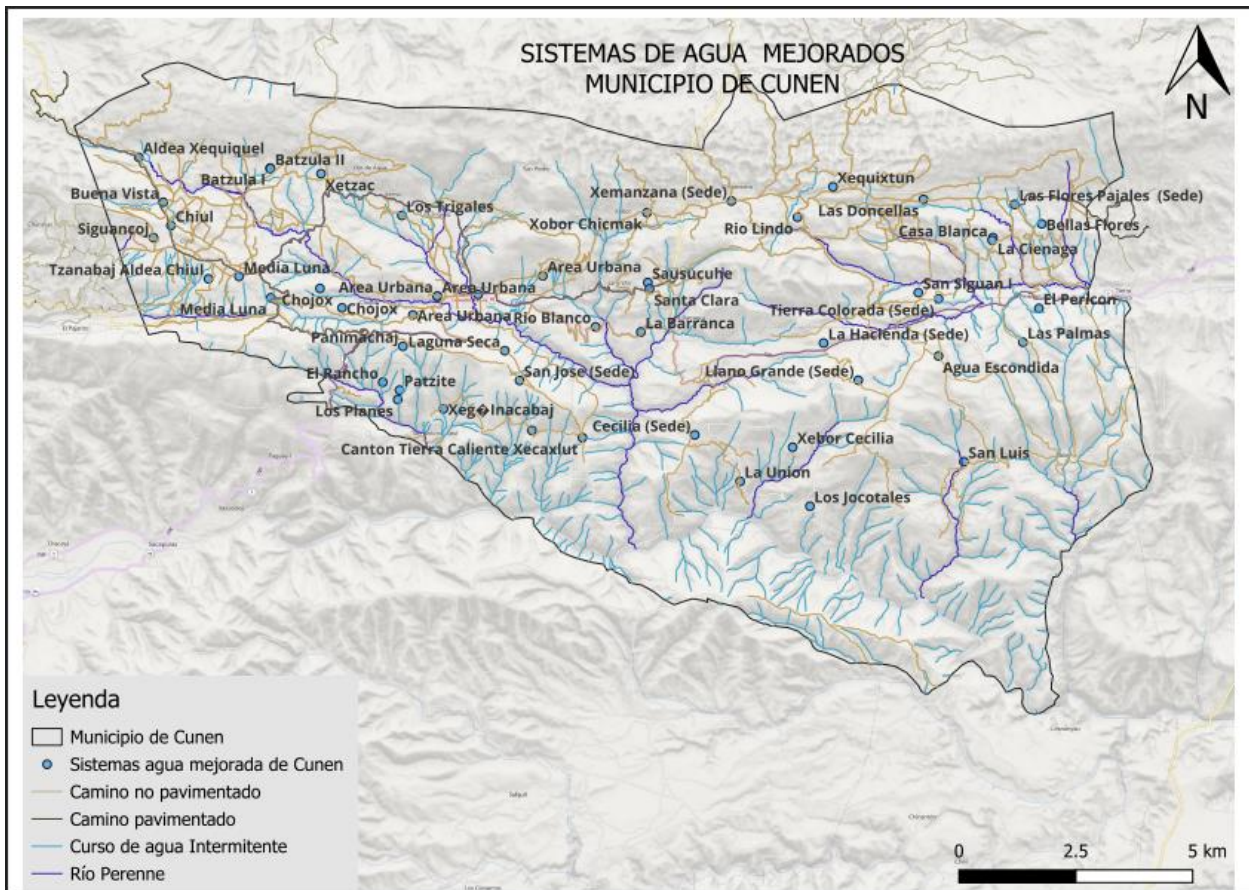 SISTEMAS DE AGUA MEJORADOS
MUNICIPIO DE CUNEN
N
Aldea Xequiquel
Batzula II
Batzula I
Xetzac
Buena Vista
Chiul
Siguancoj
Los Trigales
Xemanzana (Sede)
Xobor Chicmak
Xequixtun
Las Doncellas
Rio Lindo
Las Flores Pajales (Sede)
Bellas Flores
Casa Blanca
La Cienaga
Tzanabaj Aldea Chiul
Media Luna
Media Luna
Chojox
Chojox
Area Urbana
Area Urbana
Area Urbana
Area Urbana
Sausucuhe
Santa Clara
Rio Blanco
La Barranca
San Siguan I
Tierra Colorada (Sede)
El Pericon
Las Palmas
La Hacienda (Sede)
Agua Escondida
Panimachaj
Laguna Seca
El Rancho
Patzite
San Jose (Sede)
Llano Grande (Sede)
Los Planes
Xeg�Inacabaj
Canton Tierra Caliente Xecaxlut
Cecilia (Sede)
Xebor Cecilia
San Luis
La Union
Los Jocotales
Leyenda
Municipio de Cunen
Sistemas agua mejorada de Cunen
Camino no pavimentado
Camino pavimentado
Curso de agua Intermitente
Río Perenne
0 2.5 5 km